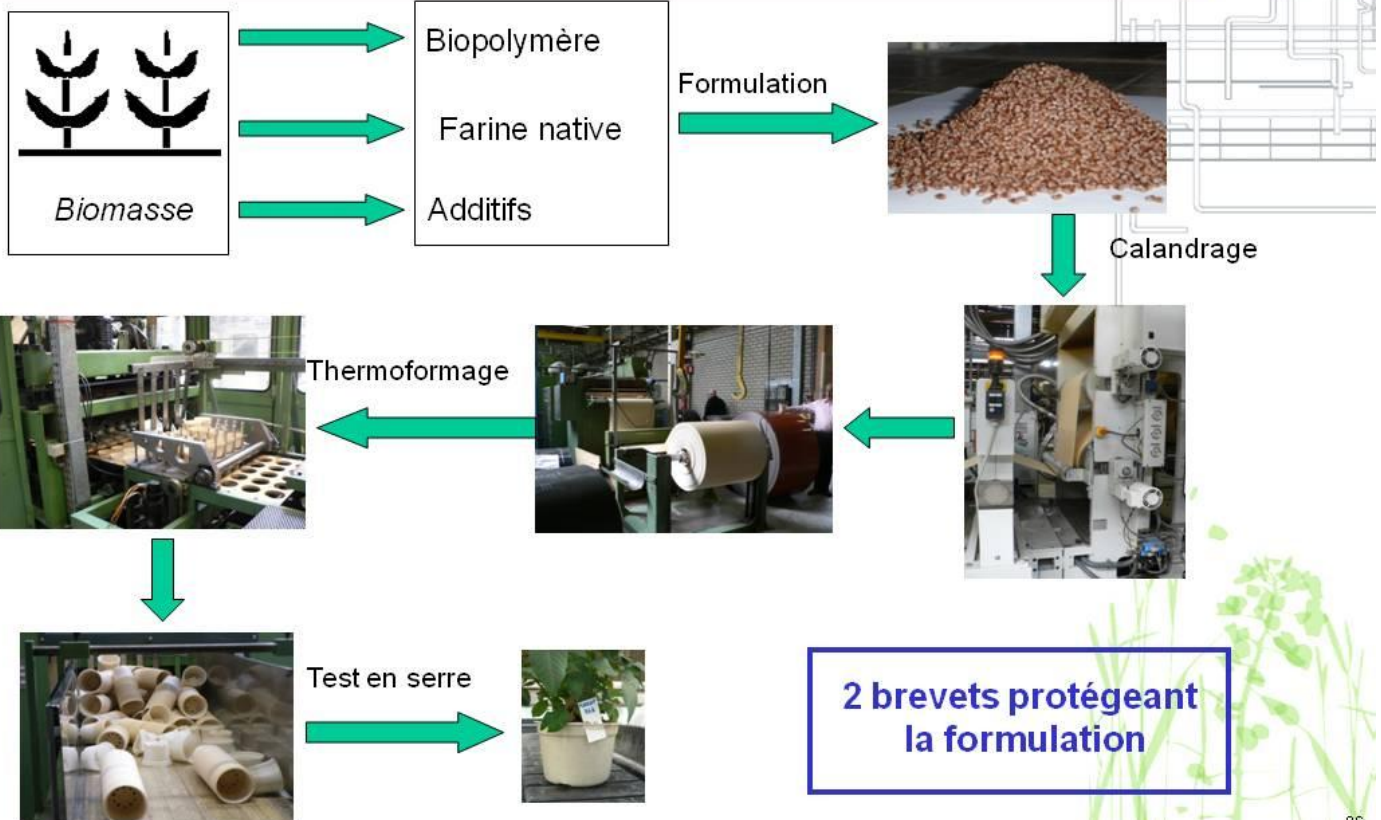 Biopolymère
Formulation
Farine native
Biomasse
Additifs
Calandrage
Thermoformage
Test en serre
2 brevets protégeant
la formulation